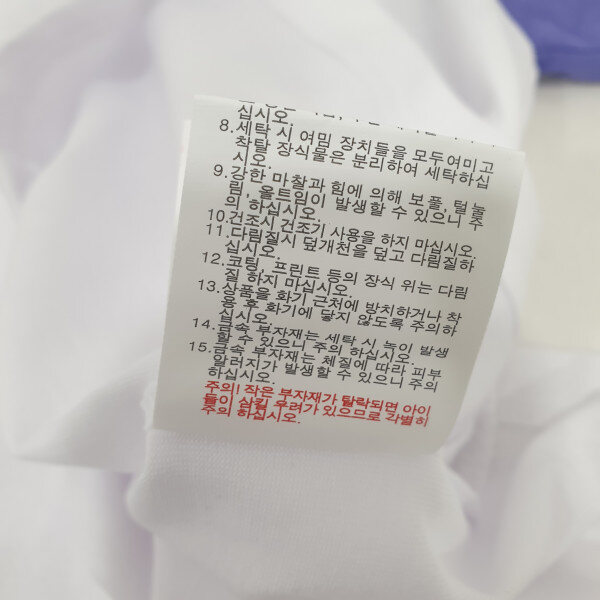 십시오.
8.세탁 시 여밈 장치들을 모두여미고
착탈 장식물은 분리하여 세탁하십
시오.
9.강한 마찰과 힘에 의해 보풀, 털눌
림, 올트임이 발생할 수 있으니 주
의 하십시오.
10.건조시 건조기 사용을 하지 마십시오.
11.다림질시 덮개천을 덮고 다림질하
십시오.
12.코팅, 프린트 등의 장식 위는 다림
질 하지 마십시오.
13.상품을 화기 근처에 방치하거나 착
용 후 화기에 닿지 않도록 주의하
십시오.
14.금속 부자재는 세탁 시 녹이 발생
할 수 있으니 주의 하십시오.
15.금속 부자재는 체질에 따라 피부
알러지가 발생할 수 있으니 주의
하십시오.
주의! 작은 부자재가 탈락되면 아이
들이 삼킬 우려가 있으므로 각별히
주의 하십시오.